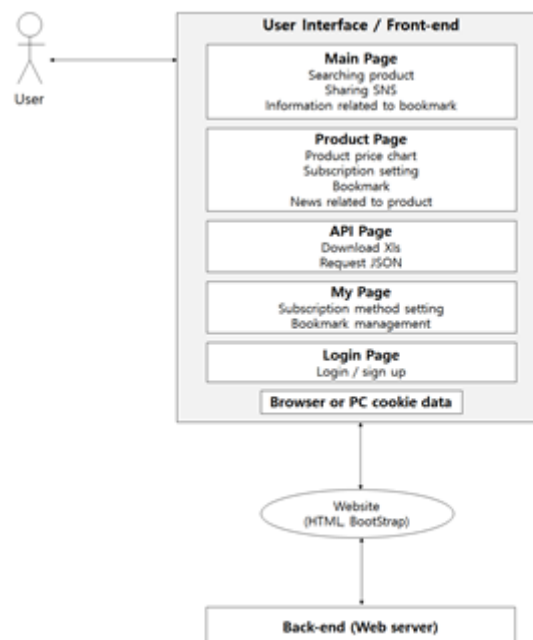 User Interface / Front-end
Main Page
Searching product
Sharing SNS
Information related to bookmark
User
Product Page
Product price chart
Subscription setting
Bookmark
News related to product
API Page
Download Xls
Request JSON
My Page
Subscription method setting
Bookmark management
Login Page
Login / sign up
Browser or PC cookie data
Website
(HTML, BootStrap)
Back-end (Web server)